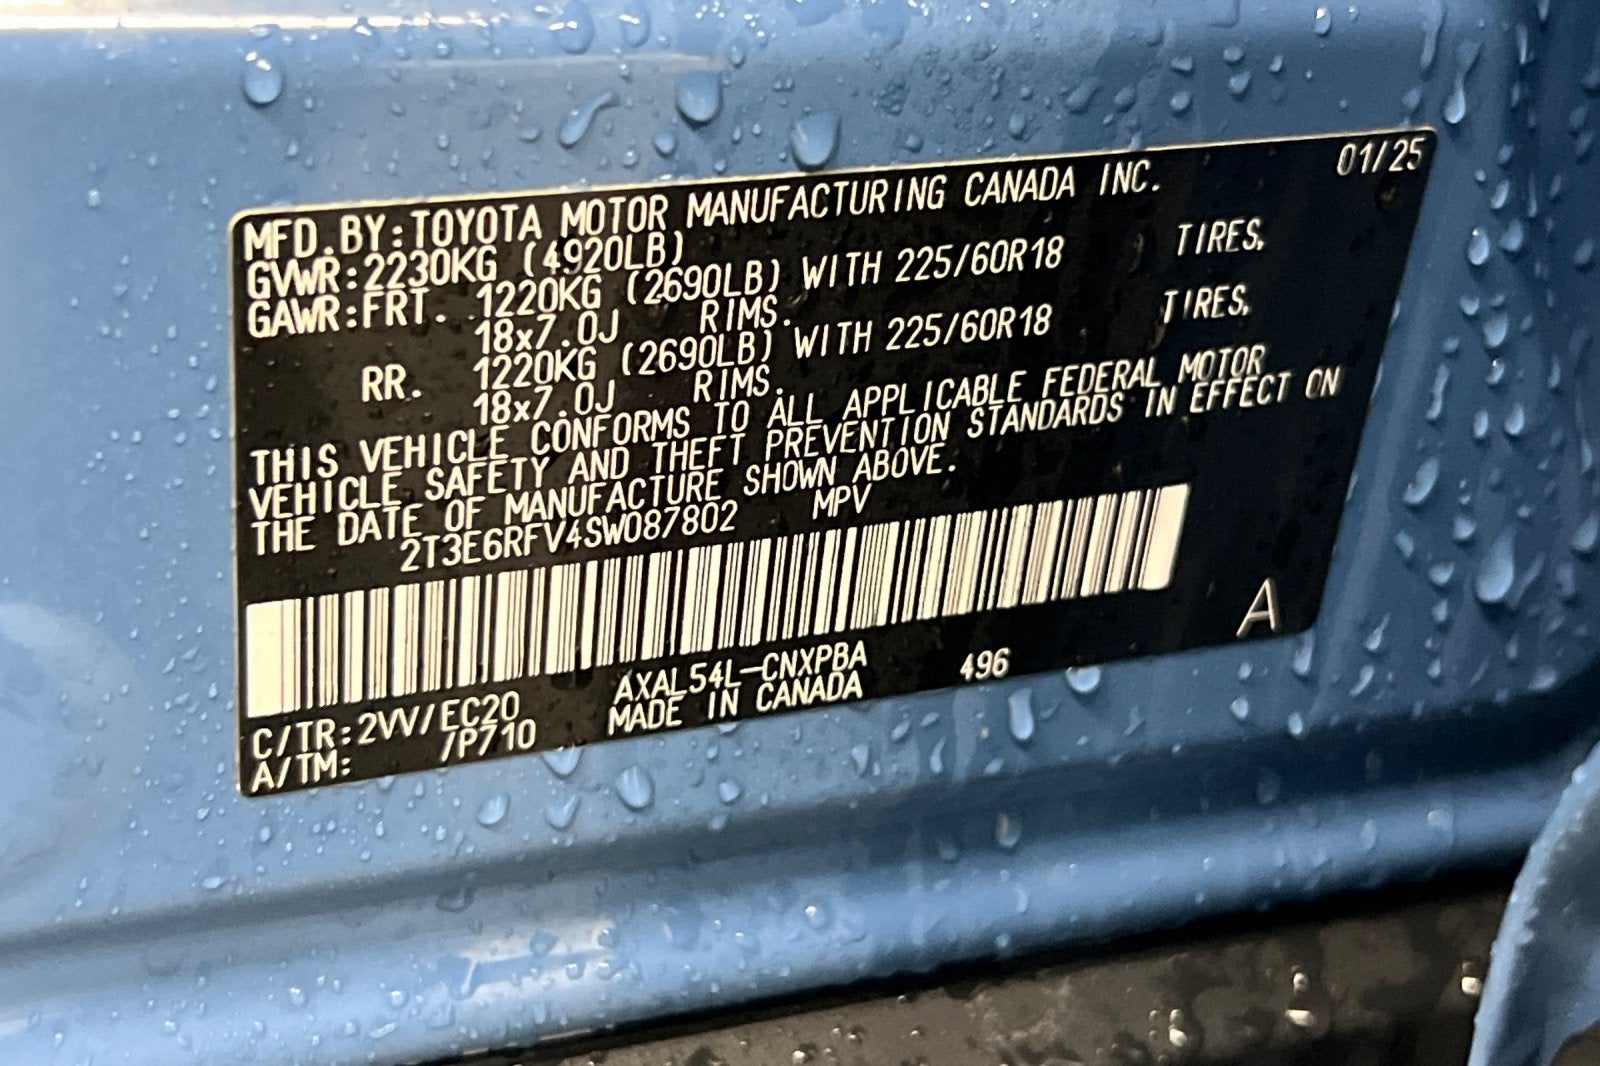 MFD. BY: TOYOTA MOTOR MANUFACTURING CANADA INC. 01/25
GVWR: 2230KG (4920LB)
GAWR: FRT. 1220KG (2690LB) WITH 225/60R18 TIRES,
18x7.0J RIMS.
RR. 1220KG (2690LB) WITH 225/60R18 TIRES,
18x7.0J RIMS.
THIS VEHICLE CONFORMS TO ALL APPLICABLE FEDERAL MOTOR
VEHICLE SAFETY AND THEFT PREVENTION STANDARDS IN EFFECT ON
THE DATE OF MANUFACTURE SHOWN ABOVE.
2T3E6RFV4SW087802 MPV
A
C/TR: 2VV/EC20 AXAL54L-CNXPBA 496
A/TM: /P710 MADE IN CANADA